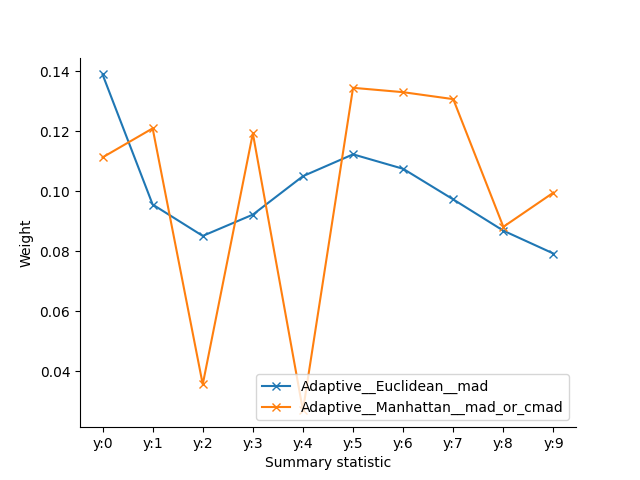 0.14
0.12
0.10
0.08
0.06
0.04
Weight
y:0 y:1 y:2 y:3 y:4 y:5 y:6 y:7 y:8 y:9
Summary statistic
Adaptive__Euclidean__mad
Adaptive__Manhattan__mad_or_cmad